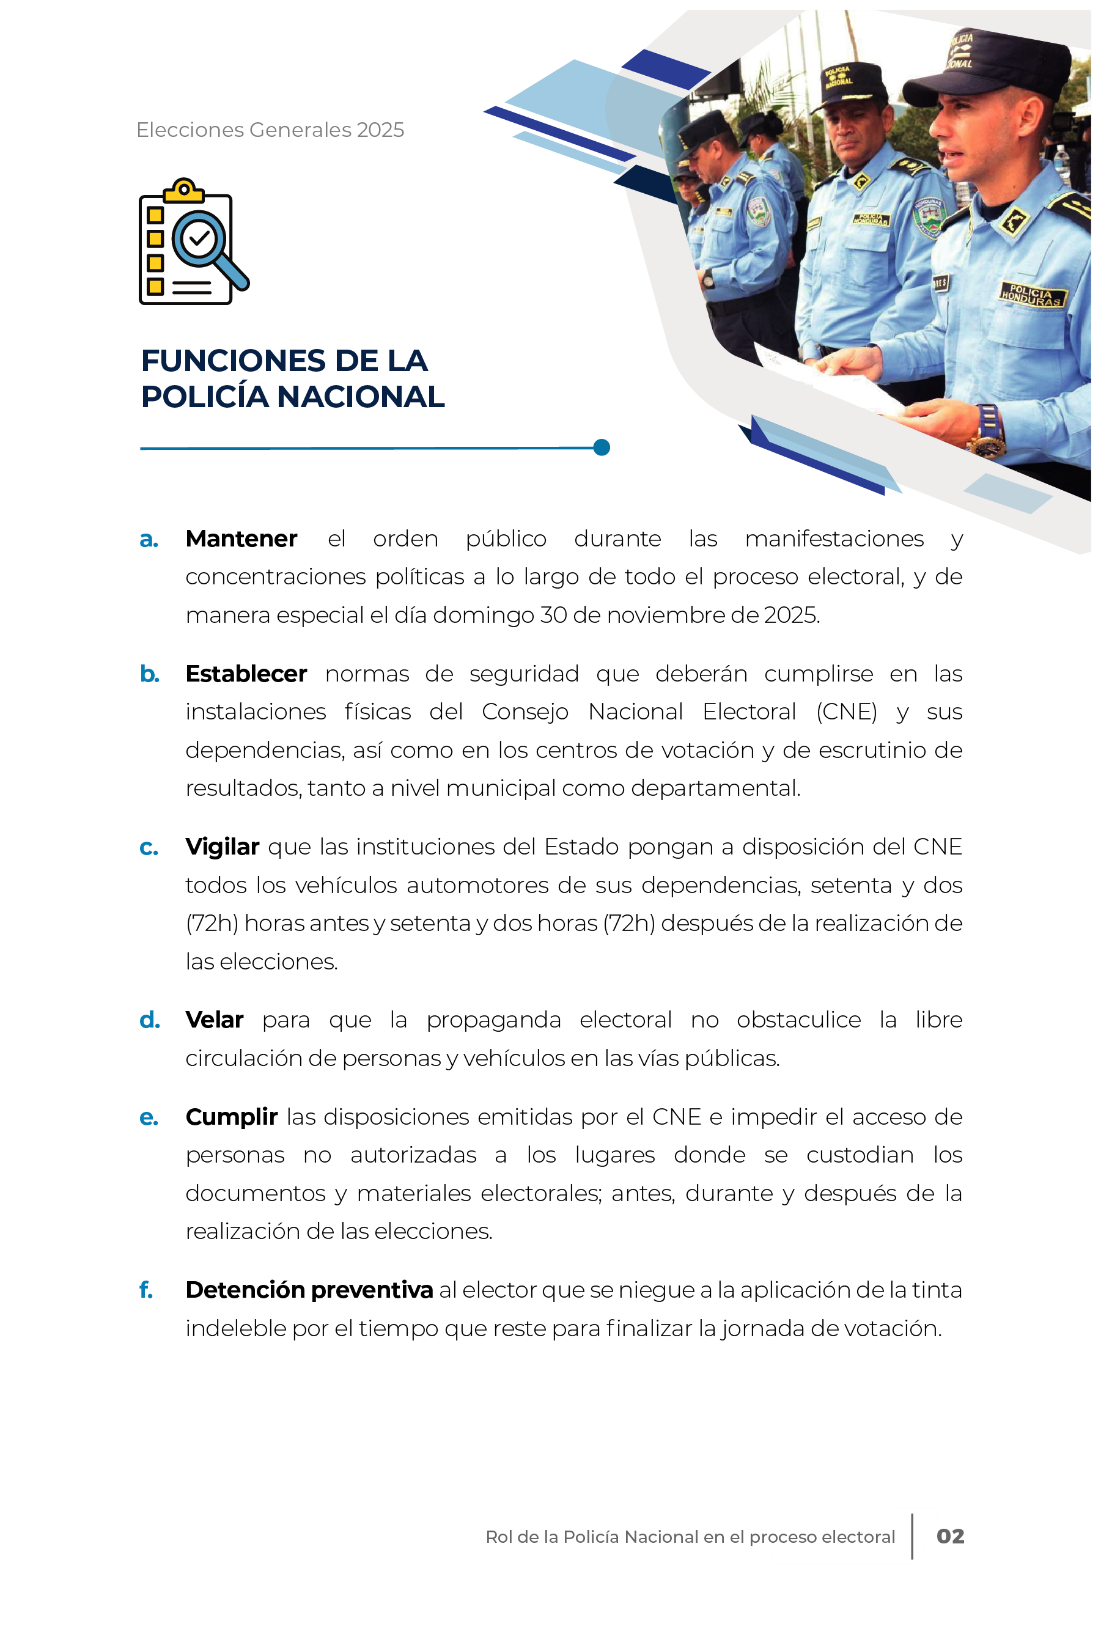 Elecciones Generales 2025
POLICIA
NACIONAL
POLICIA
HONDURAS
HONDURAS
POLICIA
HONDURAS
FUNCIONES DE LA
POLICÍA NACIONAL
a. Mantener el orden público durante las manifestaciones y
concentraciones políticas a lo largo de todo el proceso electoral, y de
manera especial el día domingo 30 de noviembre de 2025.
b. Establecer normas de seguridad que deberán cumplirse en las
instalaciones físicas del Consejo Nacional Electoral (CNE) y sus
dependencias, así como en los centros de votación y de escrutinio de
resultados, tanto a nivel municipal como departamental.
c. Vigilar que las instituciones del Estado pongan a disposición del CNE
todos los vehículos automotores de sus dependencias, setenta y dos
(72h) horas antes y setenta y dos horas (72h) después de la realización de
las elecciones.
d. Velar para que la propaganda electoral no obstaculice la libre
circulación de personas y vehículos en las vías públicas.
e. Cumplir las disposiciones emitidas por el CNE e impedir el acceso de
personas no autorizadas a los lugares donde se custodian los
documentos y materiales electorales; antes, durante y después de la
realización de las elecciones.
f. Detención preventiva al elector que se niegue a la aplicación de la tinta
indeleble por el tiempo que reste para finalizar la jornada de votación.
Rol de la Policía Nacional en el proceso electoral 02